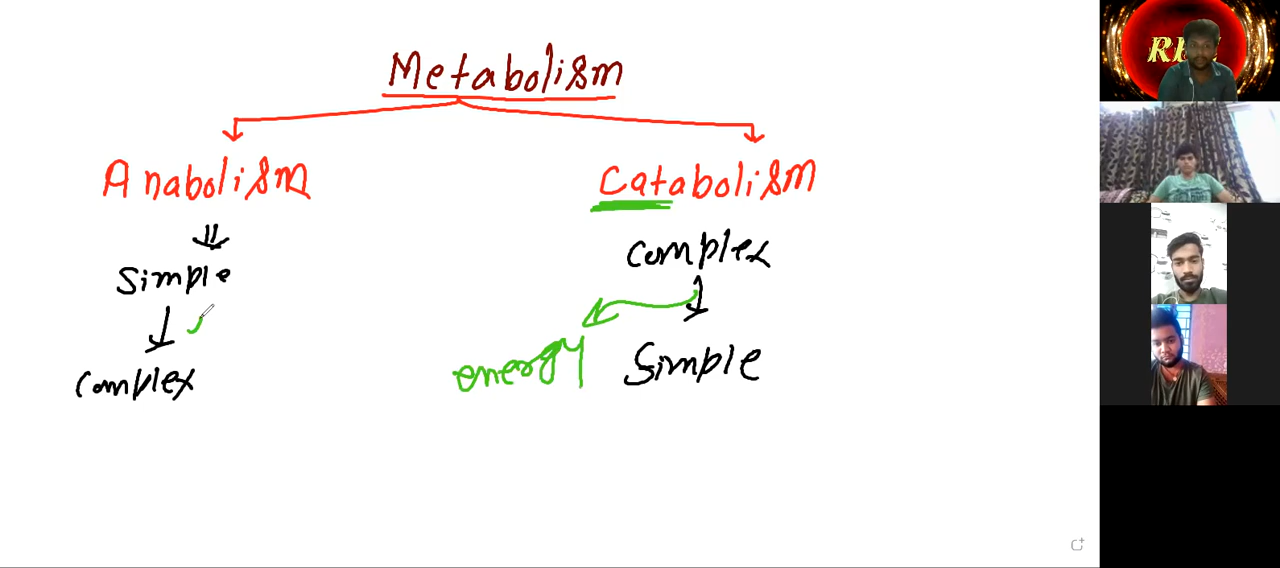 Metabolism
Anabolism
Catabolism
Simple
Complex
Complex
energy
Simple